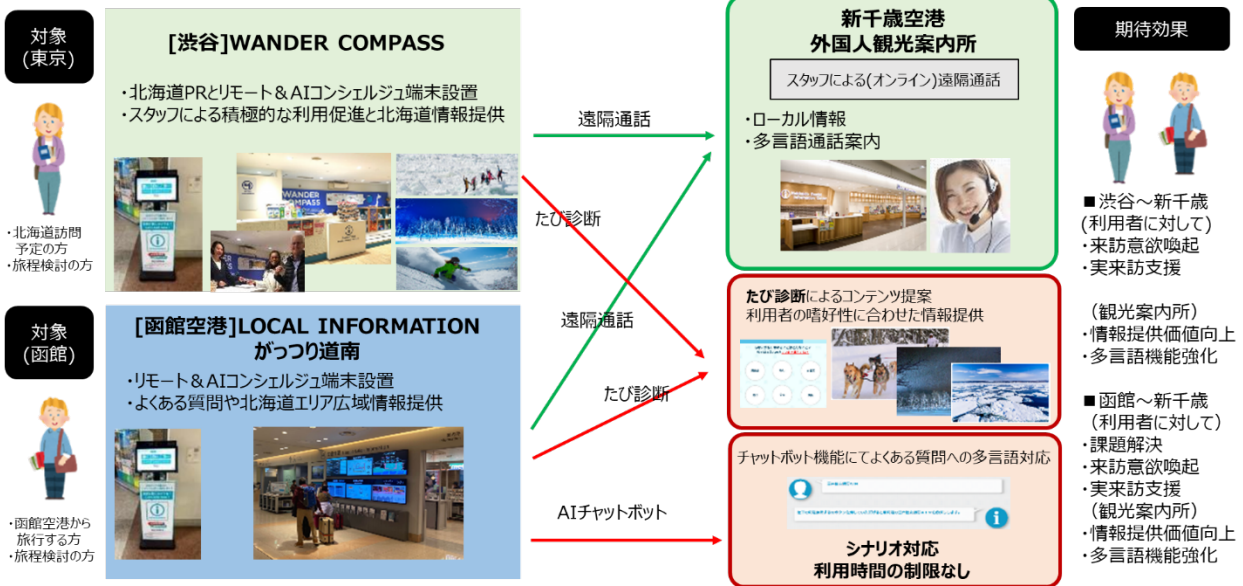 対象
(東京)
・北海道訪問
予定の方
・旅程検討の方
[渋谷]WANDER COMPASS
・北海道PRとリモート&AIコンシェルジュ端末設置
・スタッフによる積極的な利用促進と北海道情報提供
WANDER
COMPASS
対象
(函館)
・函館空港から
旅行する方
・旅程検討の方
[函館空港]LOCAL INFORMATION
がっつり道南
・リモート&AIコンシェルジュ端末設置
・よくある質問や北海道エリア広域情報提供
遠隔通話
たび診断
遠隔通話
たび診断
AIチャットボット
新千歳空港
外国人観光案内所
スタッフによる(オンライン)遠隔通話
・ローカル情報
・多言語通話案内
たび診断によるコンテンツ提案
利用者の嗜好性に合わせた情報提供
チャットボット機能にてよくある質問への多言語対応
シナリオ対応
利用時間の制限なし
期待効果
■渋谷～新千歳
(利用者に対して)
・来訪意欲喚起
・実来訪支援
(観光案内所)
・情報提供価値向上
・多言語機能強化
■函館～新千歳
(利用者に対して)
・課題解決
・来訪意欲喚起
・実来訪支援
(観光案内所)
・情報提供価値向上
・多言語機能強化